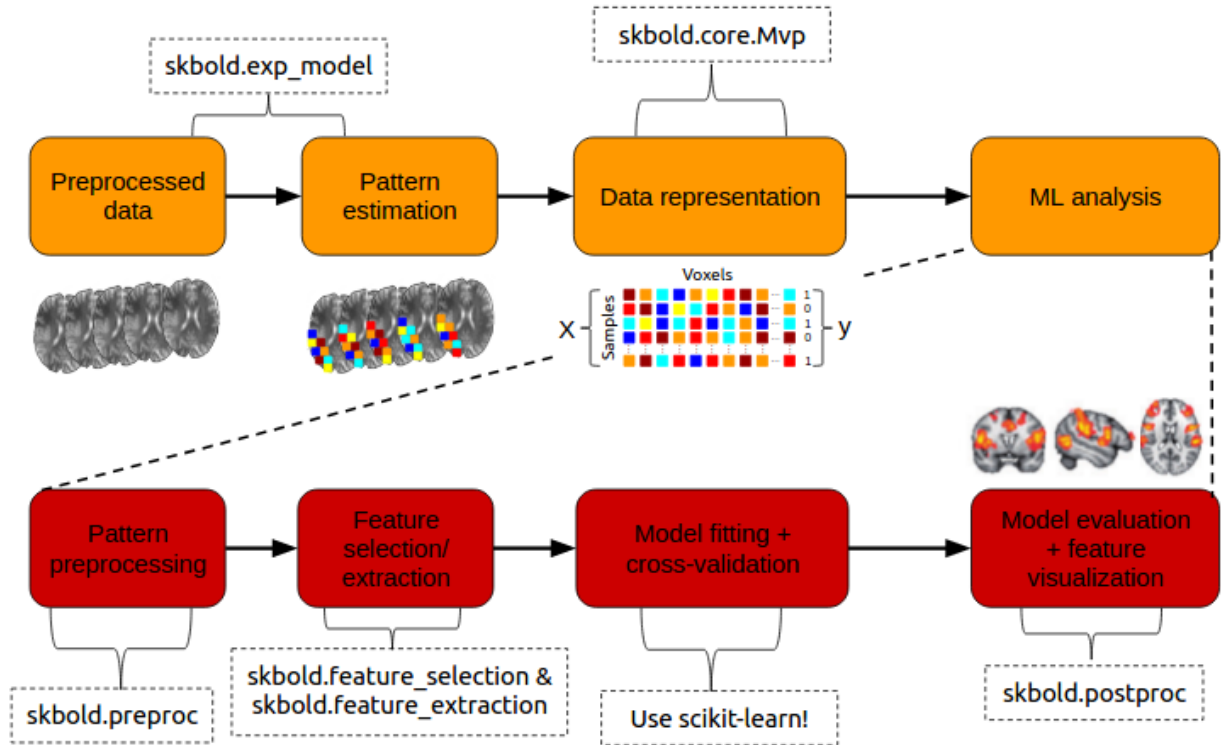 skbold.exp_model
skbold.core.Mvp
Preprocessed
data
Pattern
estimation
Data representation
ML analysis
Voxels
X
Samples
y
1
0
1
0
1
Pattern
preprocessing
Feature
selection/
extraction
Model fitting +
cross-validation
Model evaluation
+ feature
visualization
skbold.preproc
skbold.feature_selection &
skbold.feature_extraction
Use scikit-learn!
skbold.postproc